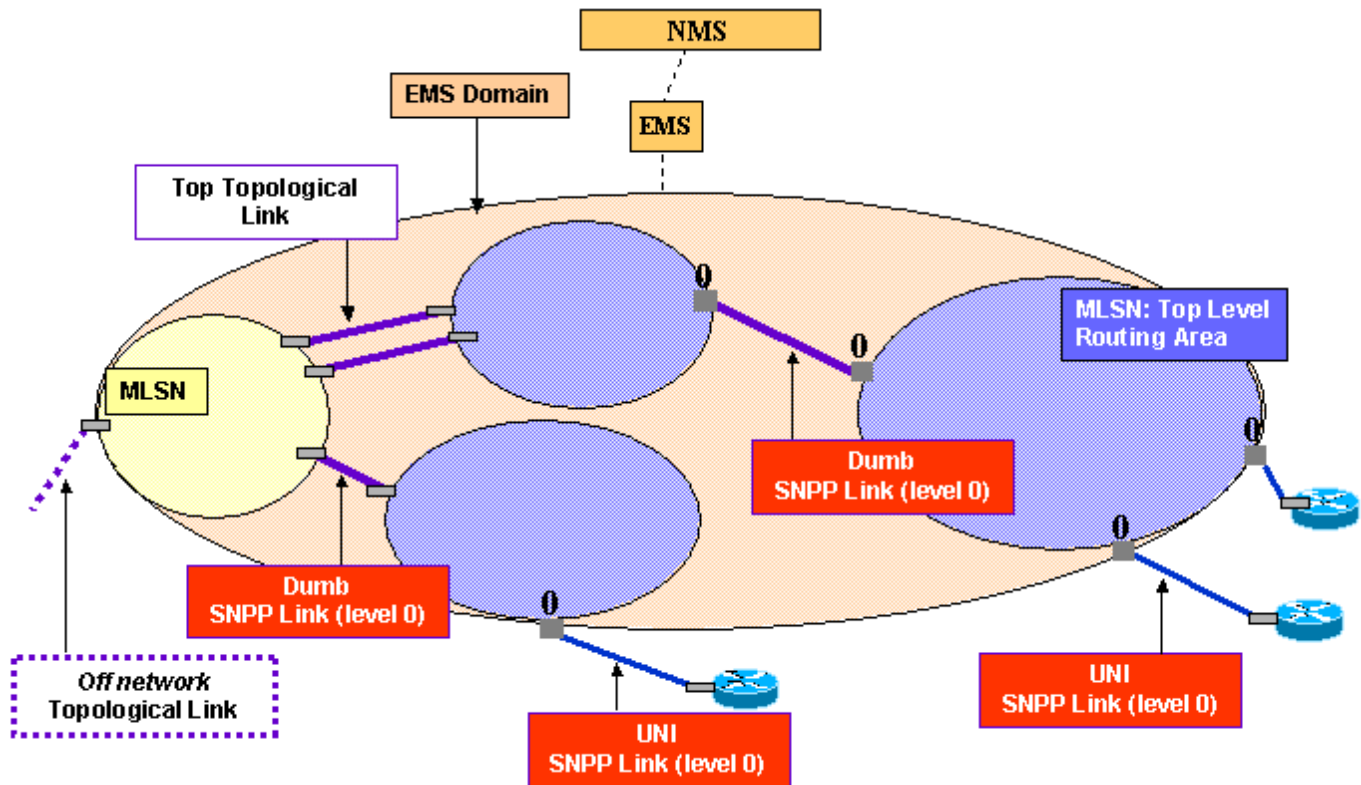 NMS
EMS Domain
EMS
Top Topological
Link
0
MLSN: Top Level
Routing Area
0
MLSN
0
Dumb
SNPP Link (level 0)
0
Dumb
SNPP Link (level 0)
0
Off network
Topological Link
UNI
SNPP Link (level 0)
UNI
SNPP Link (level 0)